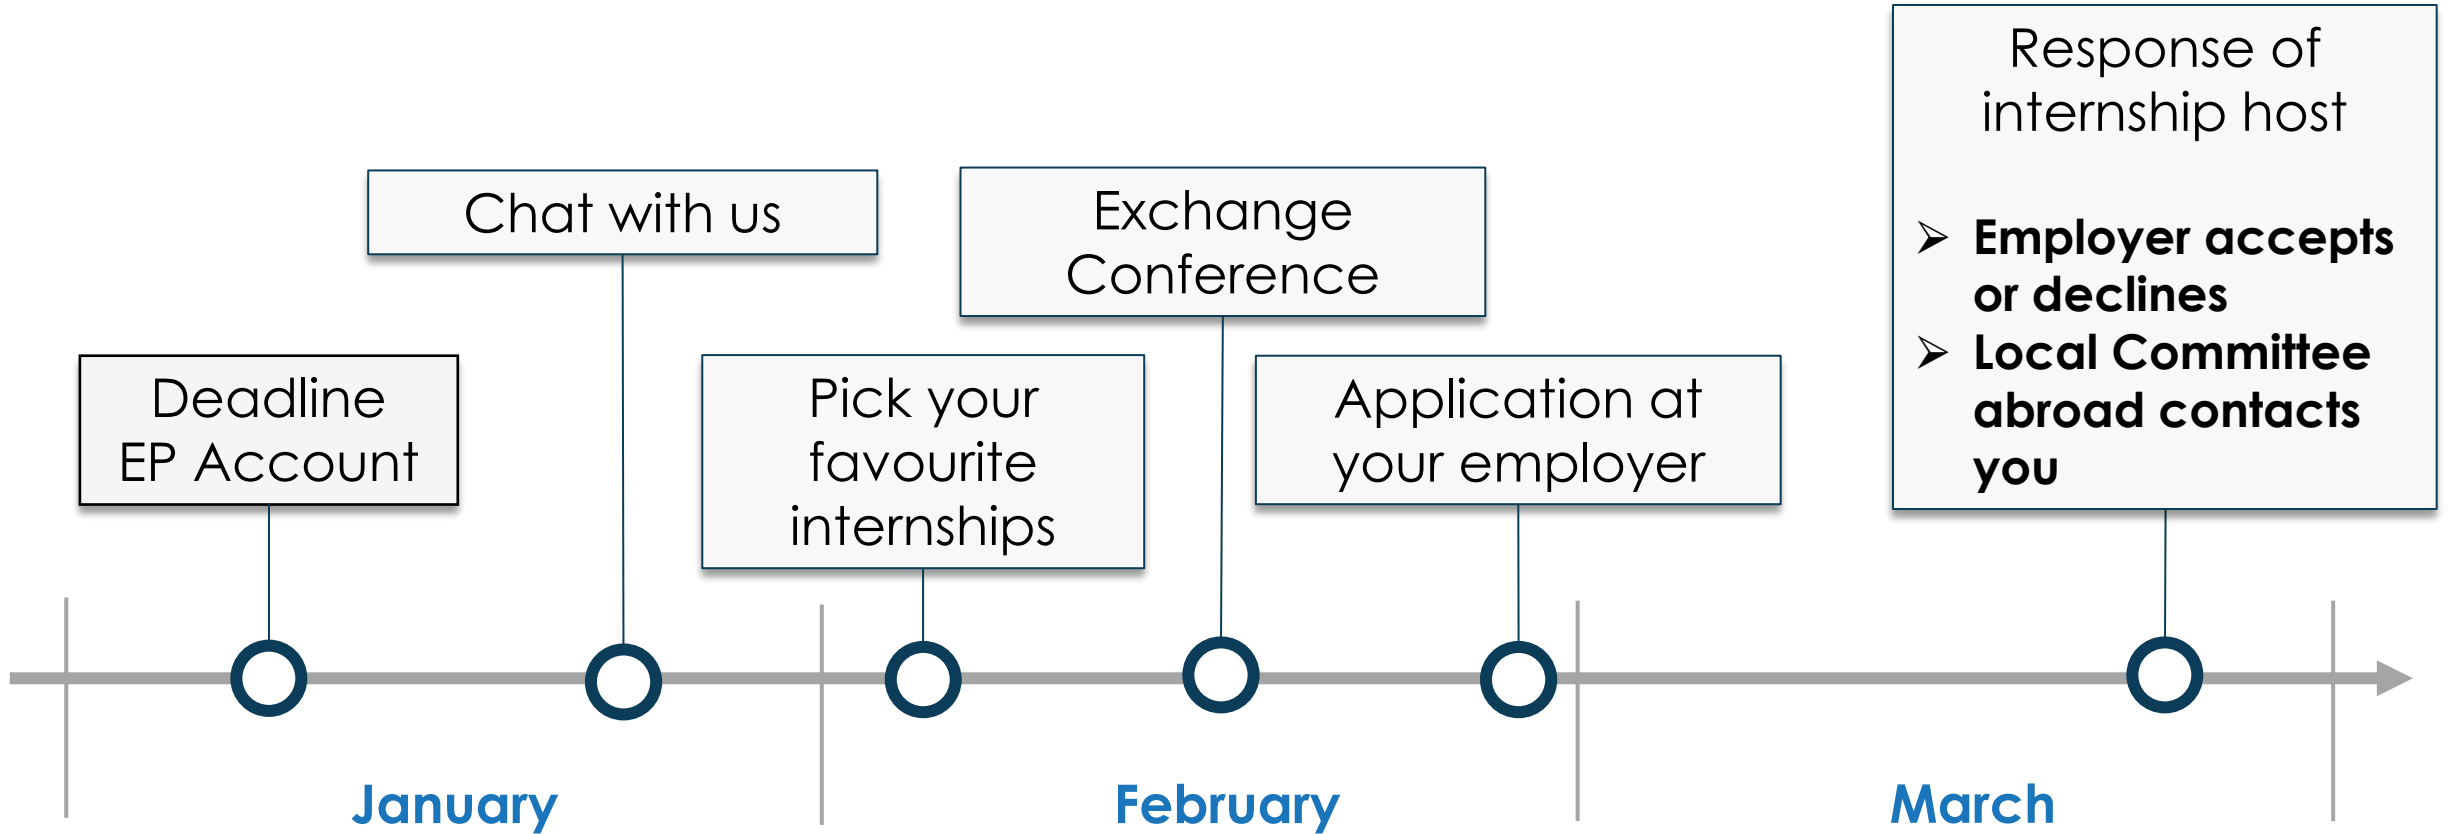 Deadline
EP Account
Chat with us
Pick your
favourite
internships
Exchange
Conference
Application at
your employer
Response of
internship host
➢ Employer accepts
or declines
➢ Local Committee
abroad contacts
you
January
February
March